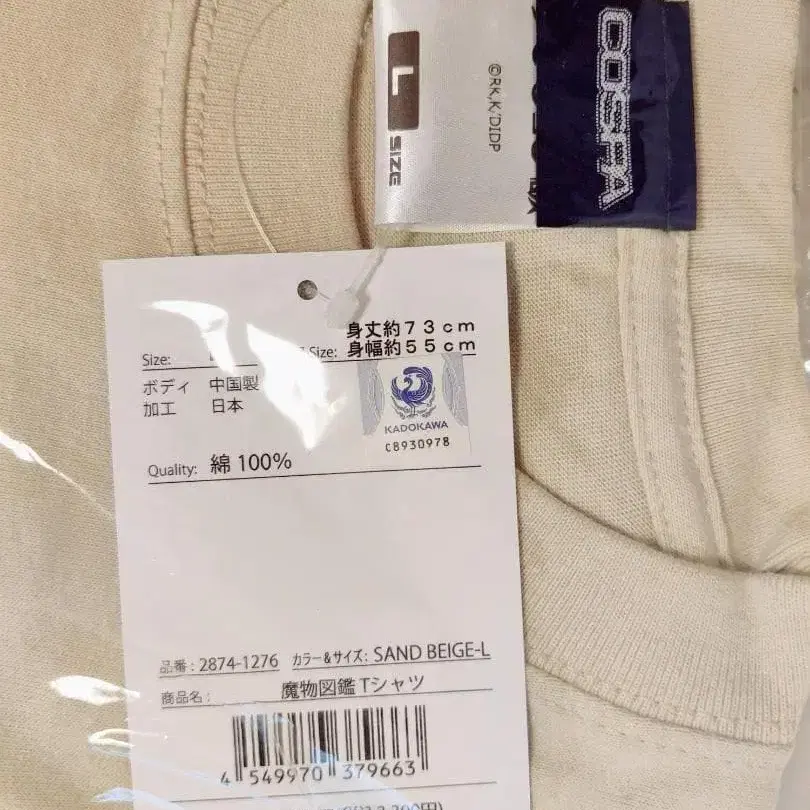 COSPA
©RK,K/DIDP
L
SIZE
身丈約73cm
Size:
Size: 身幅約55cm
ボディ 中国製
加工 日本
KADOKAWA
C8930978
Quality: 綿 100%
品番: 2874-1276 カラー&サイズ: SAND BEIGE-L
商品名: 魔物図鑑Tシャツ
4 549970 379663